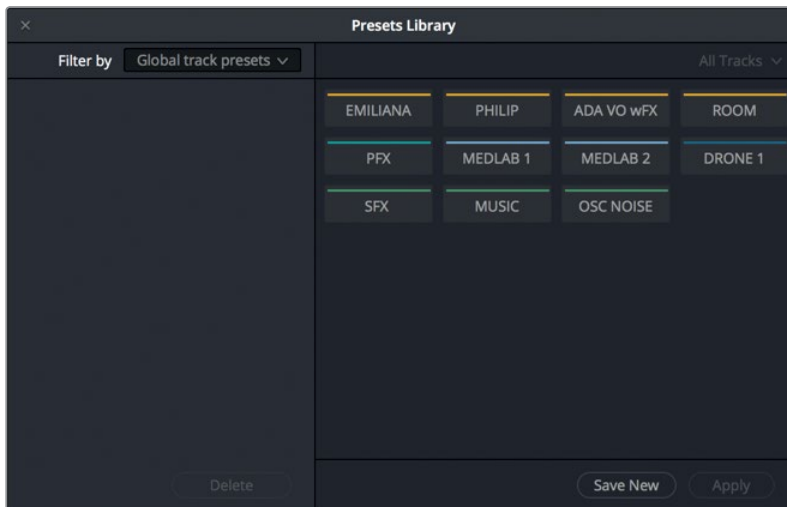 Presets Library
Filter by Global track presets
All Tracks
EMILIANA PHILIP ADA VO wFX ROOM
PFX MEDLAB 1 MEDLAB 2 DRONE 1
SFX MUSIC OSC NOISE
Delete
Save New Apply